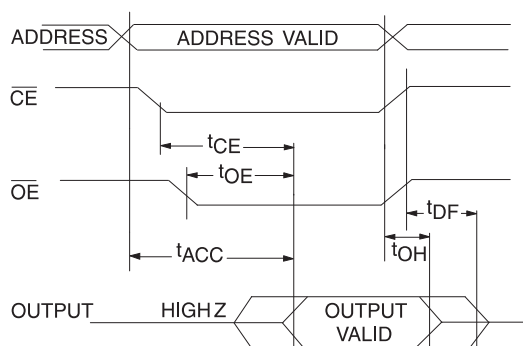 ADDRESS ADDRESS VALID
CE
tCE
tOE
OE
tDF
tACC tOH
OUTPUT HIGH Z OUTPUT
VALID